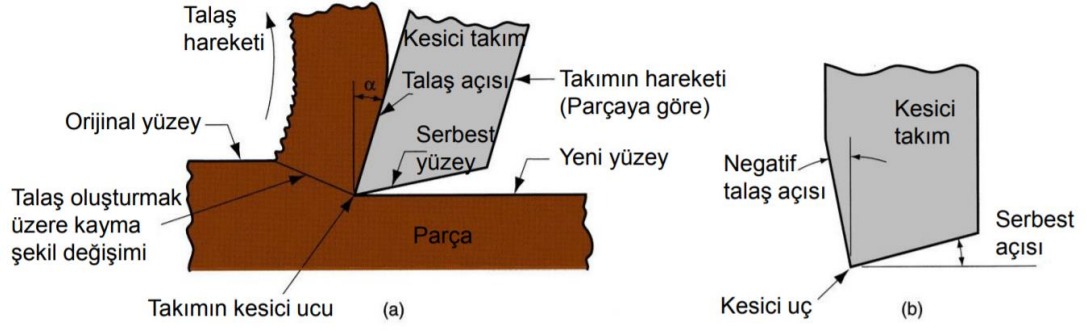 Talaş
hareketi
Kesici takım
α
Talaş açısı
Takımın hareketi
(Parçaya göre)
Orijinal yüzey
Serbest
yüzey
Yeni yüzey
Talaş oluşturmak
üzere kayma
şekil değişimi
Parça
Takımın kesici ucu
(a)
Kesici
takım
Negatif
talaş açısı
Serbest
açısı
Kesici uç
(b)